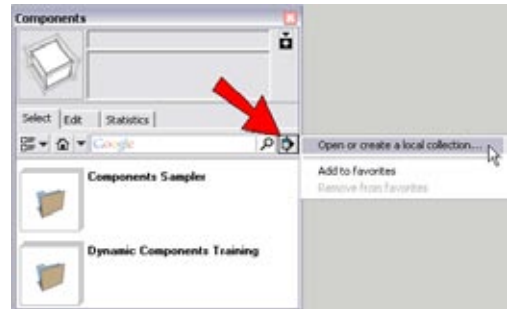 Components
Select Edit Statistics
Google
Open or create a local collection...
Components Sampler
Add to favorites
Remove from favorites
Dynamic Components Training